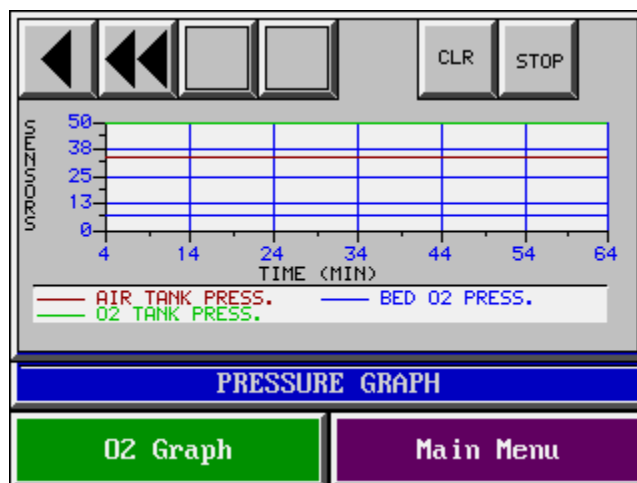 CLR STOP
SENSORS
50
38
25
13
0
4 14 24 34 44 54 64
TIME (MIN)
AIR TANK PRESS. BED O2 PRESS.
O2 TANK PRESS.
PRESSURE GRAPH
O2 Graph Main Menu